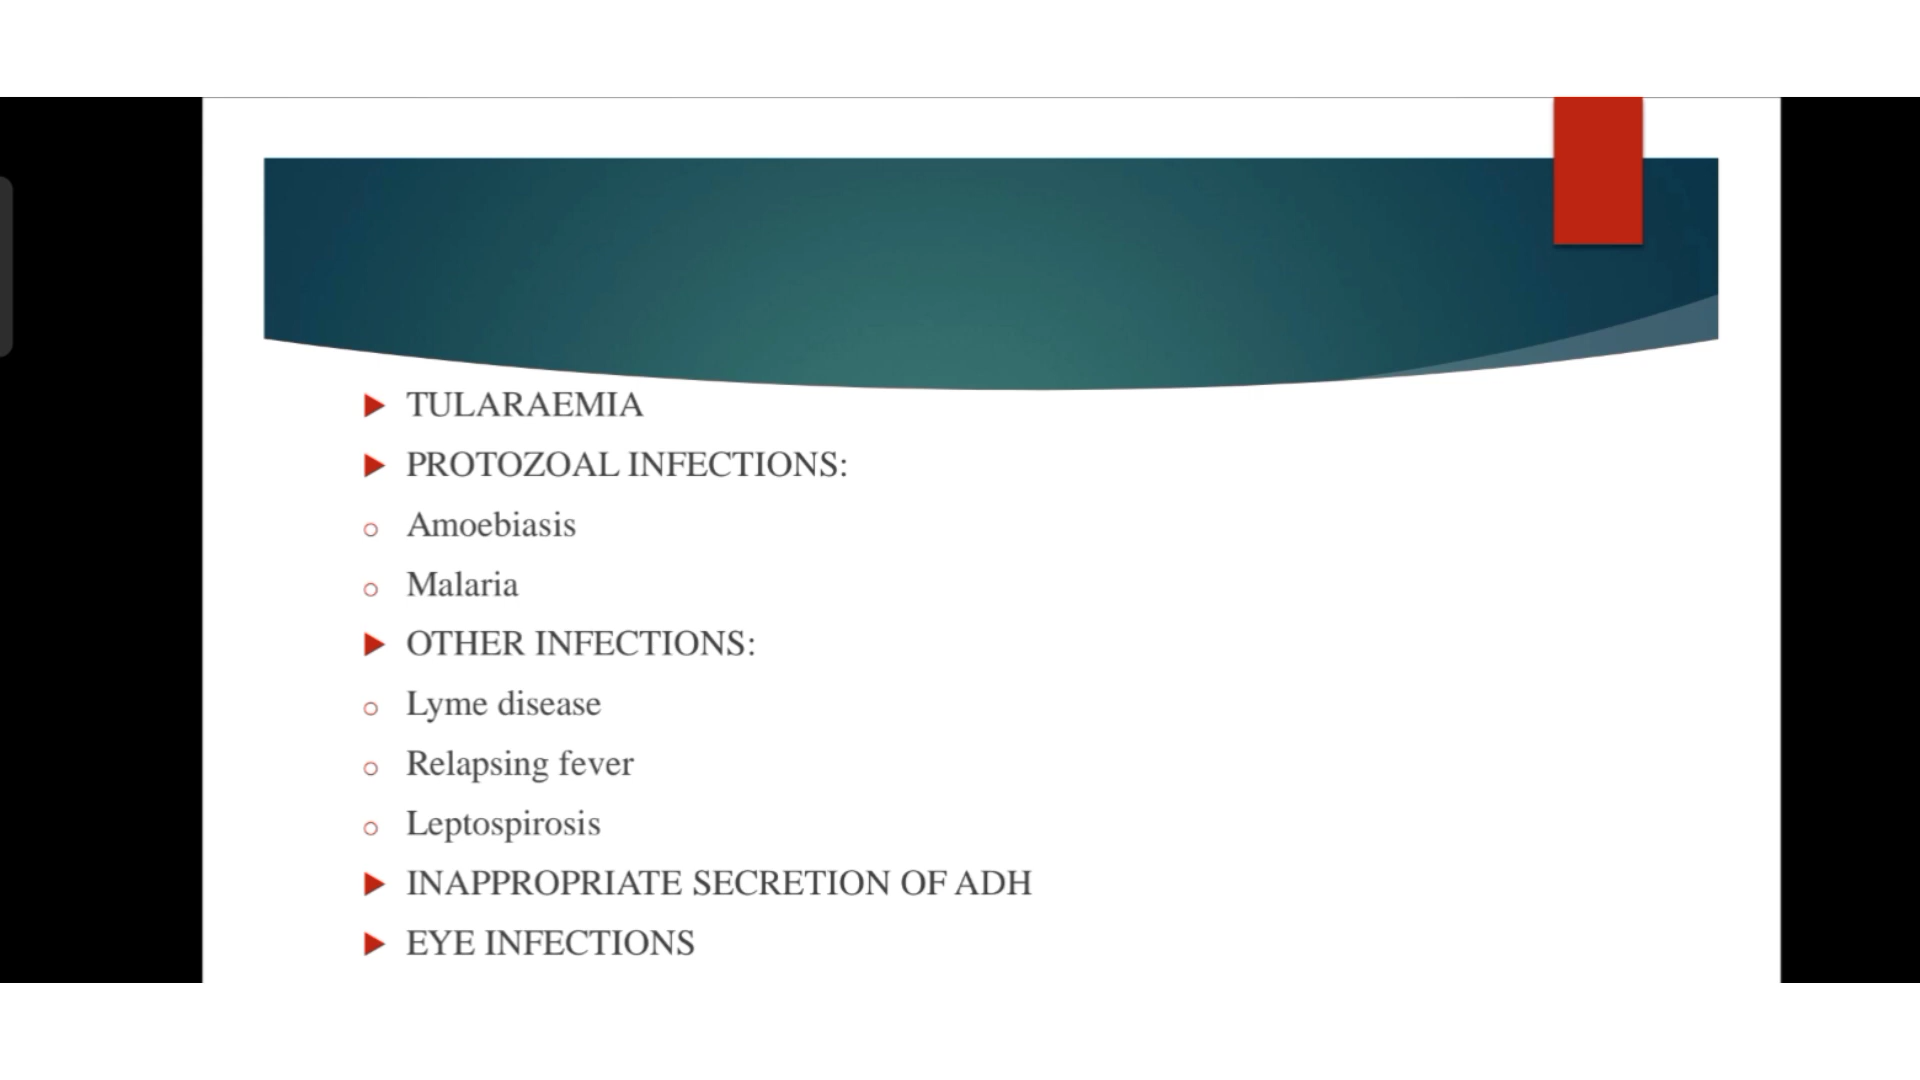 TULARAEMIA
PROTOZOAL INFECTIONS:
Amoebiasis
Malaria
OTHER INFECTIONS:
Lyme disease
Relapsing fever
Leptospirosis
INAPPROPRIATE SECRETION OF ADH
EYE INFECTIONS